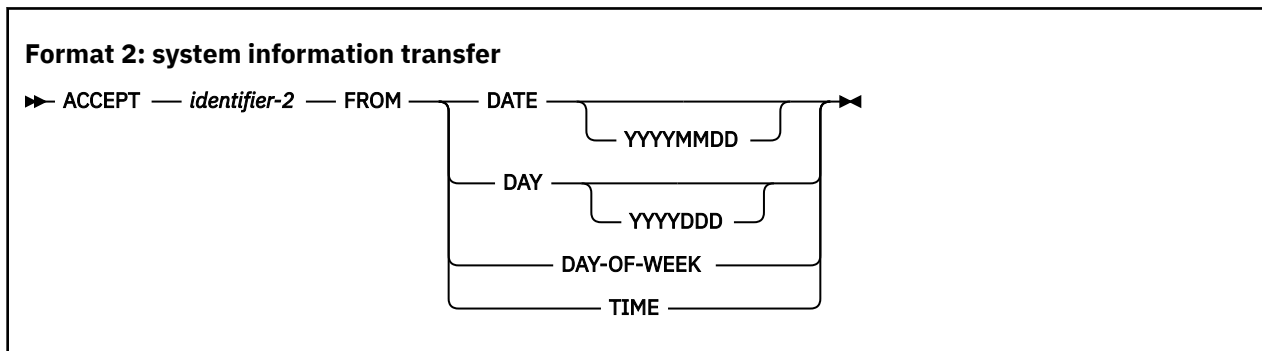 Format 2: system information transfer
ACCEPT identifier-2 FROM DATE
YYYYMMDD
DAY
YYYYDDD
DAY-OF-WEEK
TIME